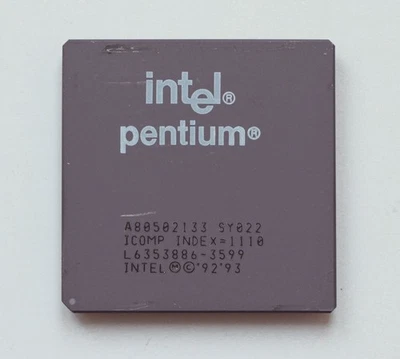 intel®
pentium®
A80502133 SY022
ICOMP INDEX=1110
L6353886-3599
INTEL Ⓜ © '92'93